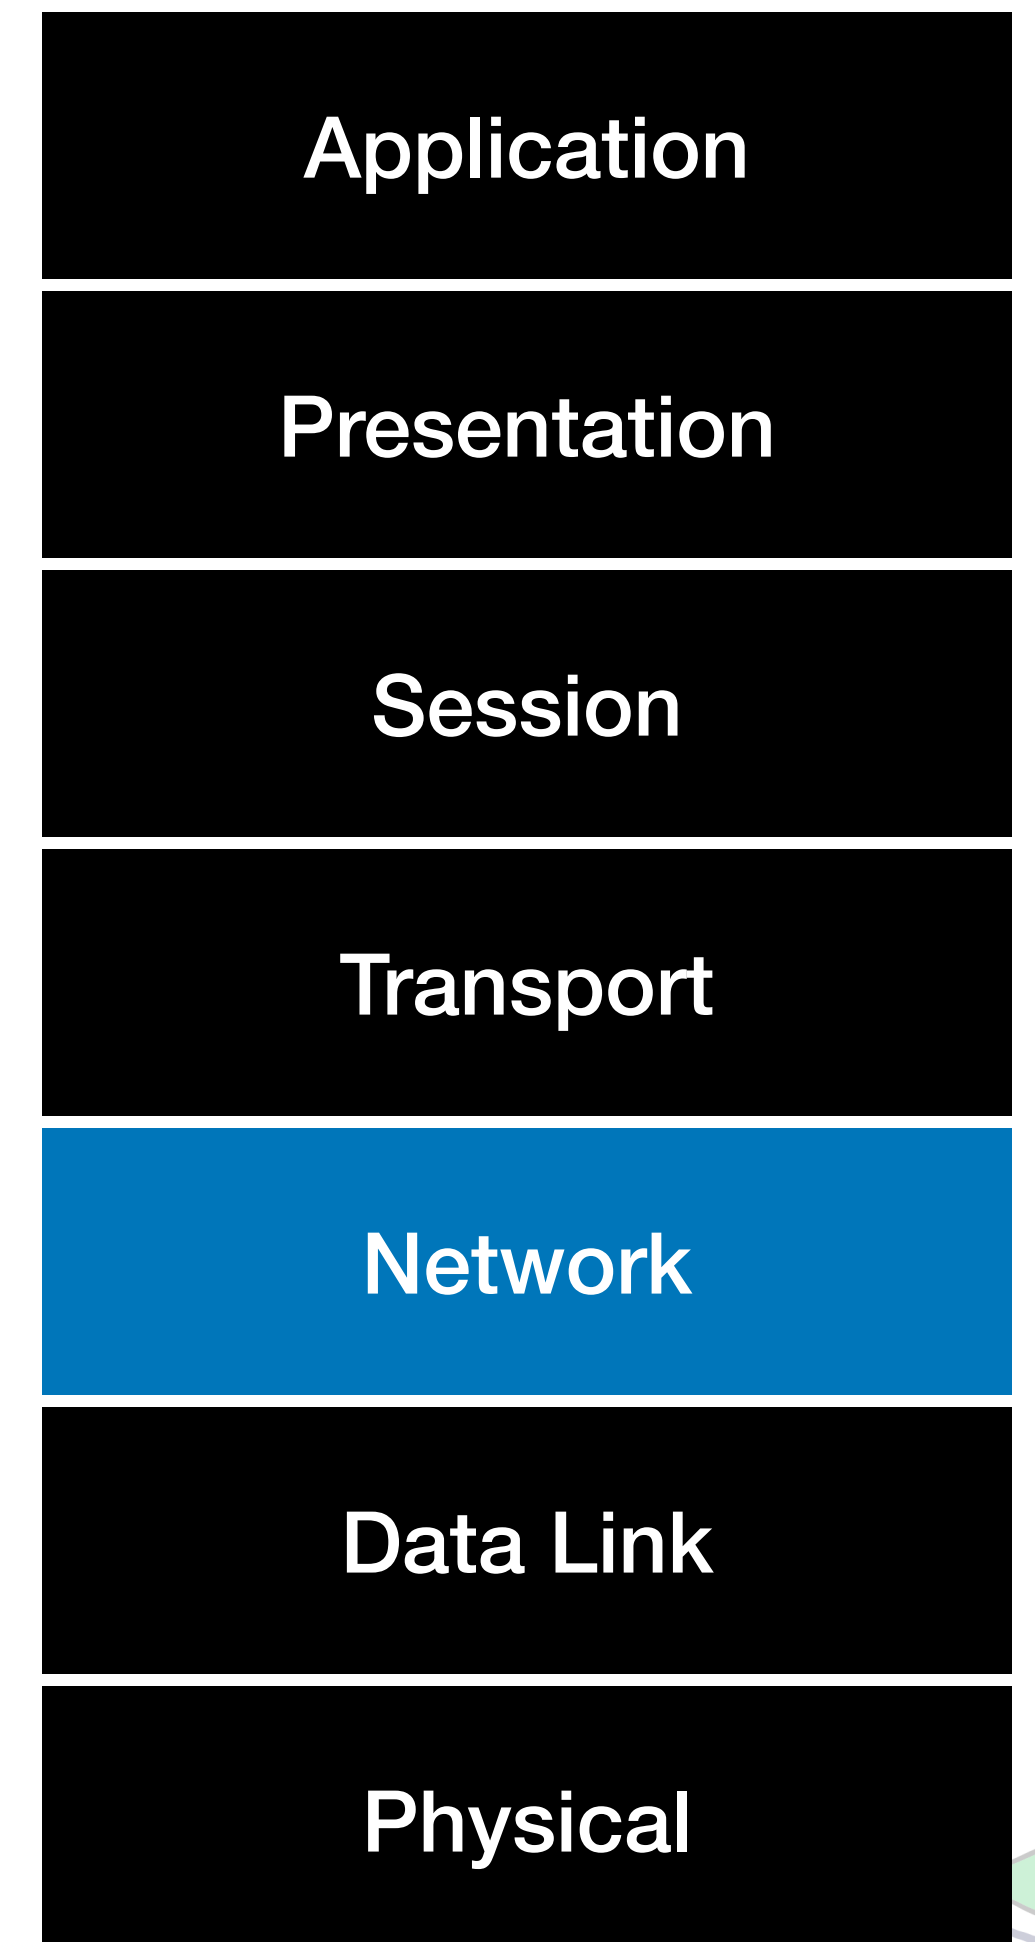 Application
Presentation
Session
Transport
Network
Data Link
Physical